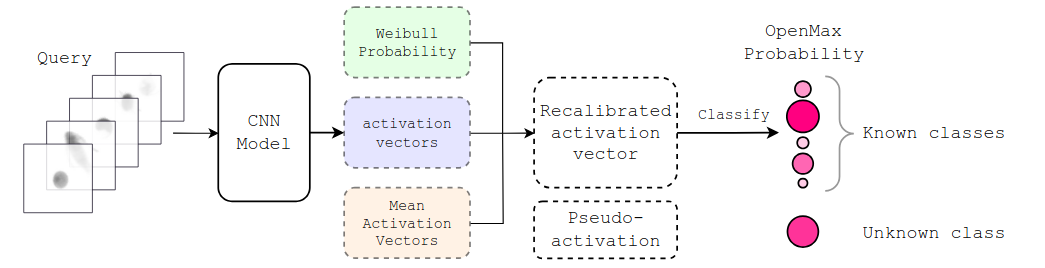 Query
CNN
Model
Weibull
Probability
activation
vectors
Mean
Activation
Vectors
Recalibrated
activation
vector
Pseudo-
activation
Classify
OpenMax
Probability
Known classes
Unknown class